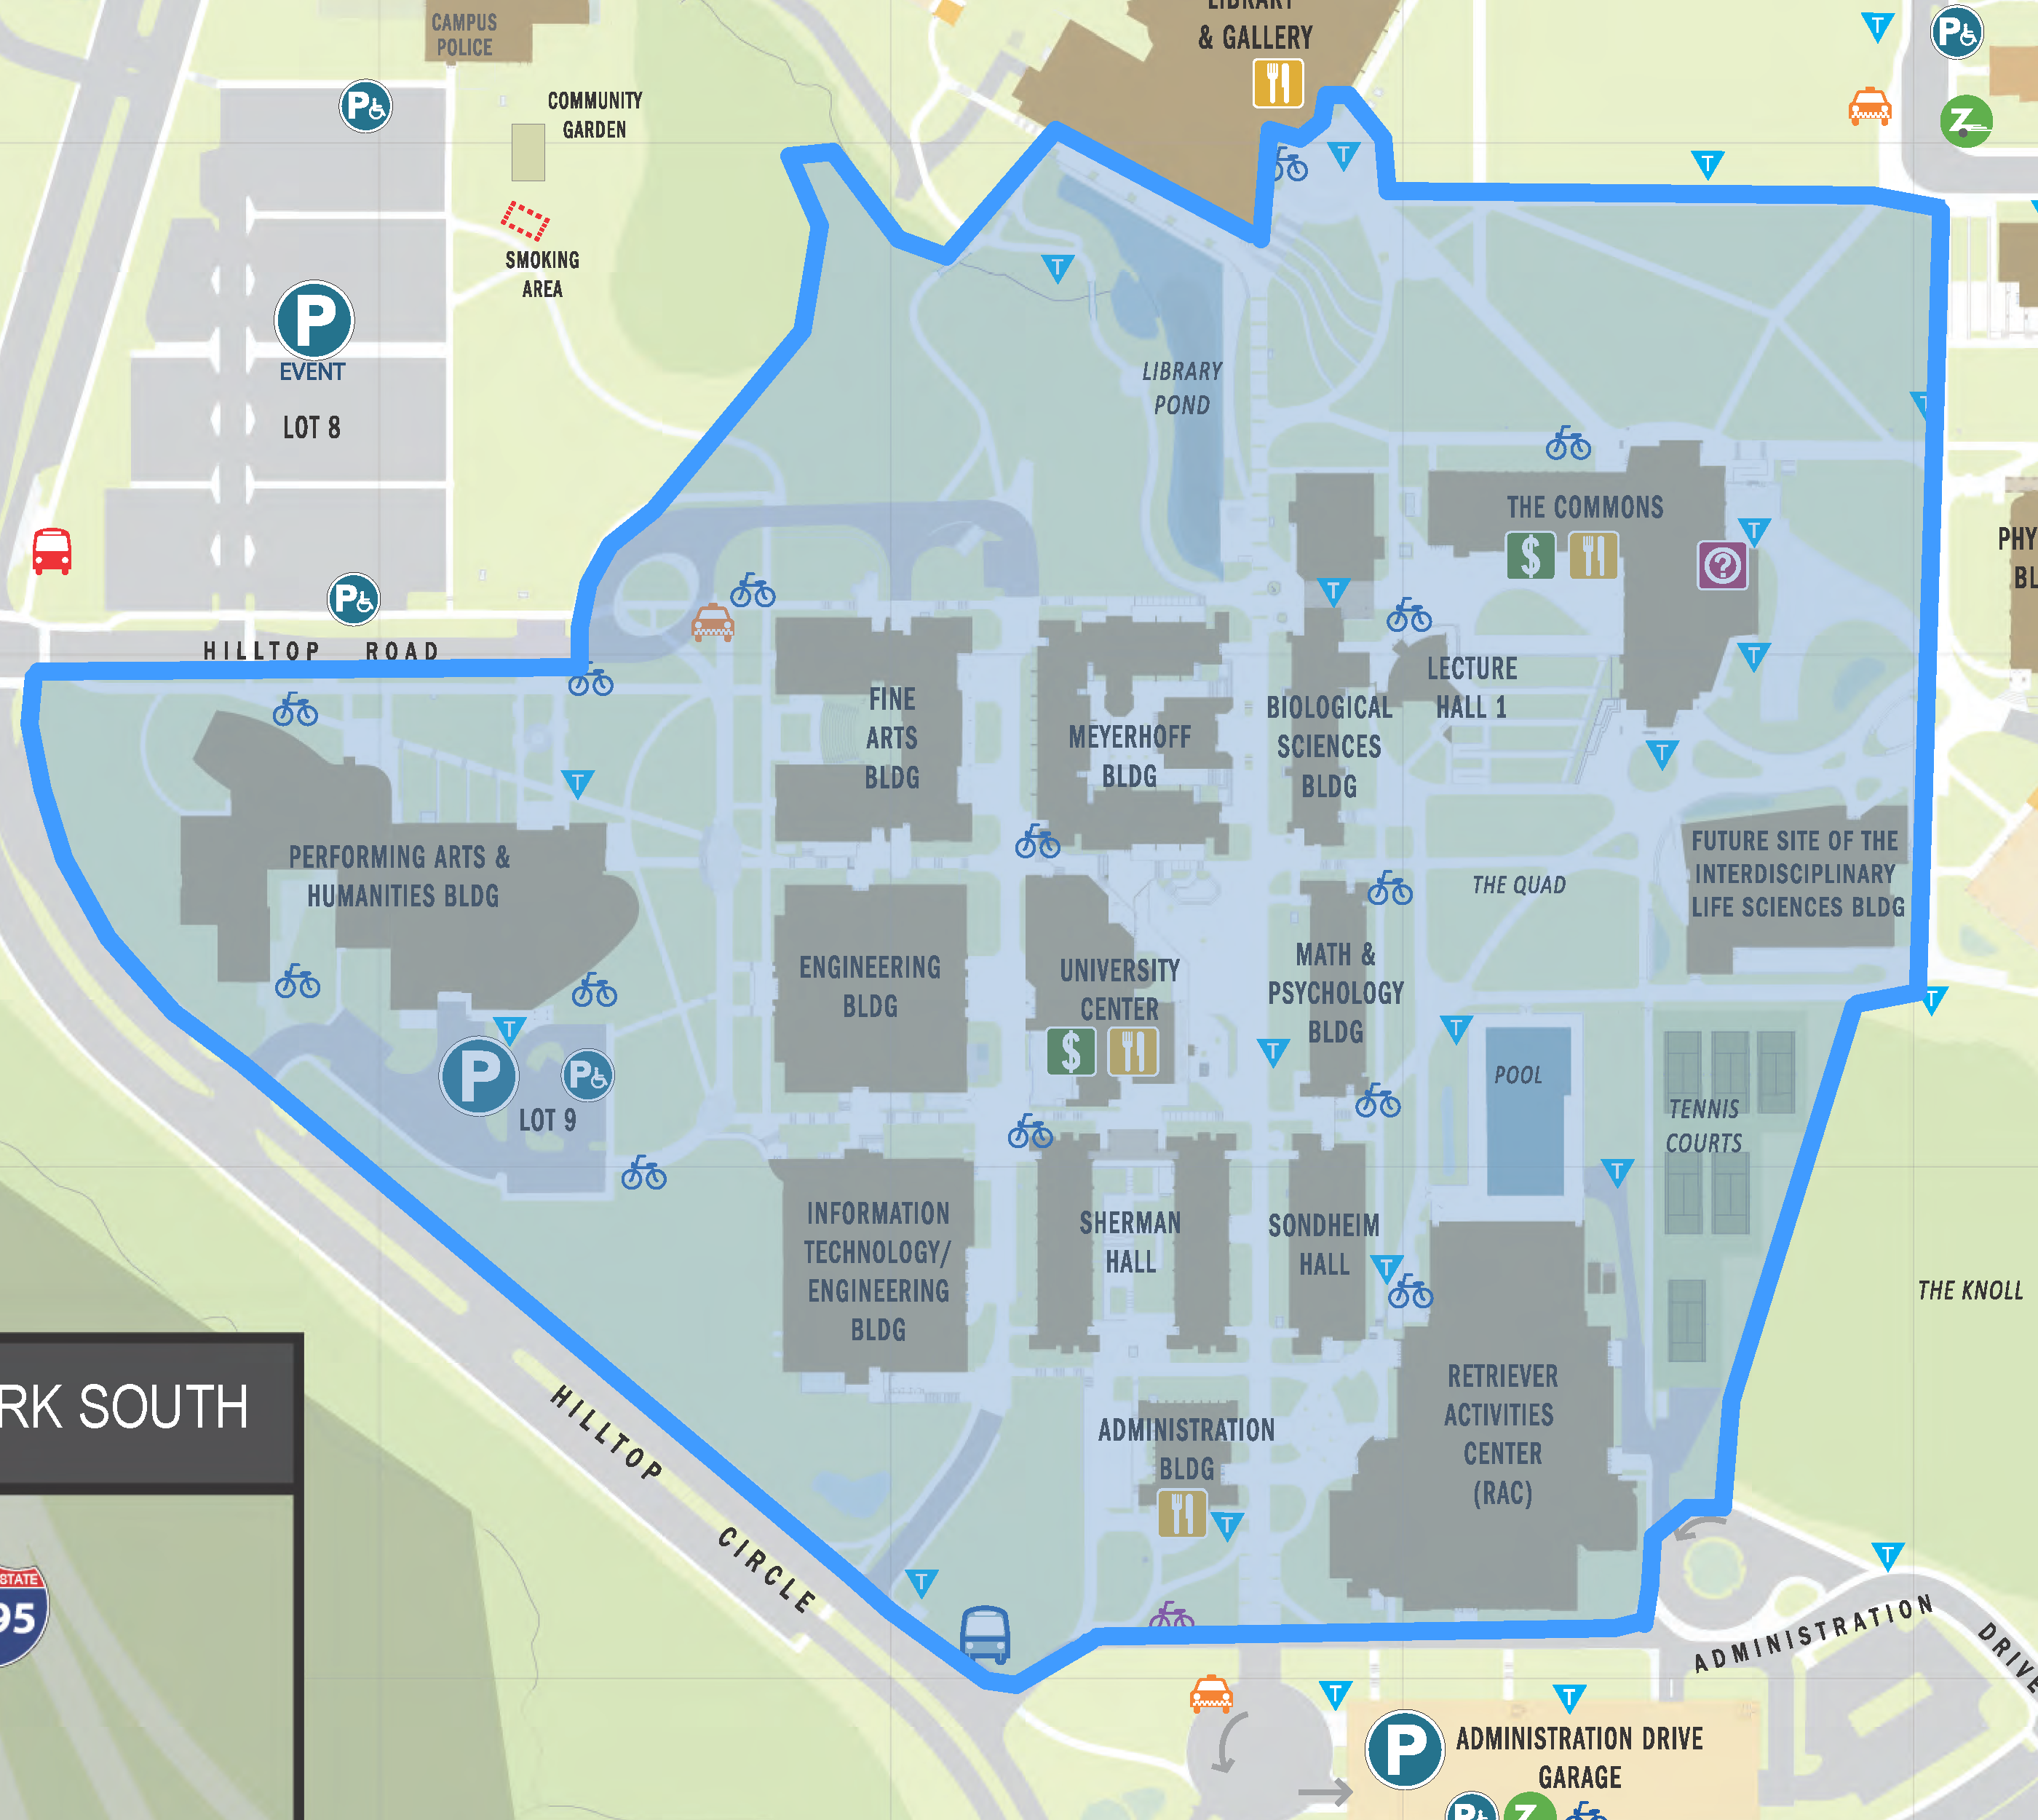 CAMPUS
POLICE
LIBRARY
& GALLERY
COMMUNITY
GARDEN
SMOKING
AREA
P
EVENT
LOT 8
P
P
P
Z
T
T
T
T
T
LIBRARY
POND
THE COMMONS
$
?
T
T
T
T
PHY
BL
HILLTOP ROAD
FINE
ARTS
BLDG
MEYERHOFF
BLDG
BIOLOGICAL
SCIENCES
BLDG
LECTURE
HALL 1
T
T
PERFORMING ARTS &
HUMANITIES BLDG
THE QUAD
FUTURE SITE OF THE
INTERDISCIPLINARY
LIFE SCIENCES BLDG
ENGINEERING
BLDG
UNIVERSITY
CENTER
$
MATH &
PSYCHOLOGY
BLDG
T
T
T
T
P
P
LOT 9
POOL
TENNIS
COURTS
T
INFORMATION
TECHNOLOGY/
ENGINEERING
BLDG
SHERMAN
HALL
SONDHEIM
HALL
T
THE KNOLL
RK SOUTH
HILLTOP CIRCLE
ADMINISTRATION
BLDG
T
RETRIEVER
ACTIVITIES
CENTER
(RAC)
T
T
STATE
95
ADMINISTRATION DRIVE
T
T
P
ADMINISTRATION DRIVE
GARAGE
P
Z